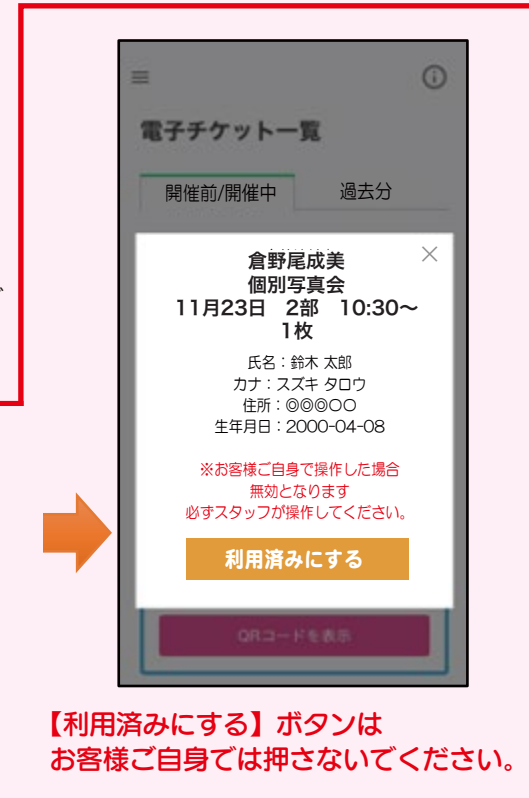 電子チケット一覧
開催前/開催中
過去分
倉野尾成美
個別写真会
11月23日 2部 10:30～
1枚
氏名：鈴木 太郎
カナ：スズキ タロウ
住所：◎◎◎〇〇
生年月日：2000-04-08
※お客様ご自身で操作した場合
無効となります
必ずスタッフが操作してください。
利用済みにする
QRコードを表示
【利用済みにする】ボタンは
お客様ご自身では押さないでください。